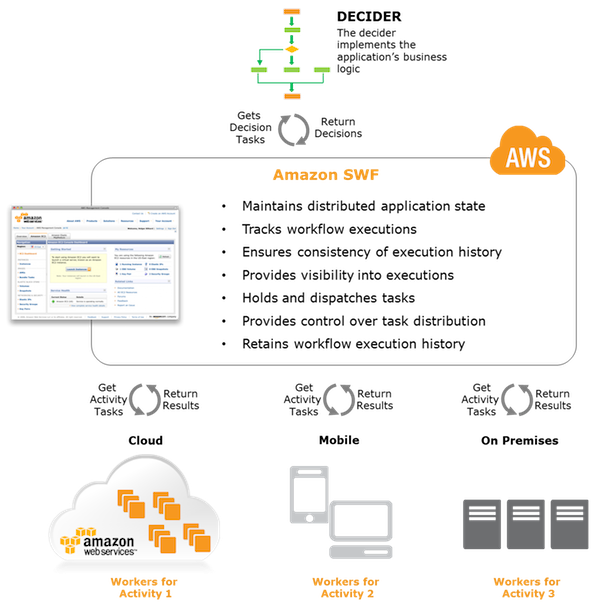 DECIDER
The decider
implements the
application's business
logic
Gets
Decision
Tasks
Return
Decisions
AWS
Amazon SWF
• Maintains distributed application state
• Tracks workflow executions
• Ensures consistency of execution history
• Provides visibility into executions
• Holds and dispatches tasks
• Provides control over task distribution
• Retains workflow execution history
amazon
webservices
Get
Activity
Tasks
Return
Results
Get
Activity
Tasks
Return
Results
Get
Activity
Tasks
Return
Results
Cloud
Mobile
On Premises
amazon
webservices™
Workers for
Activity 1
Workers for
Activity 2
Workers for
Activity 3